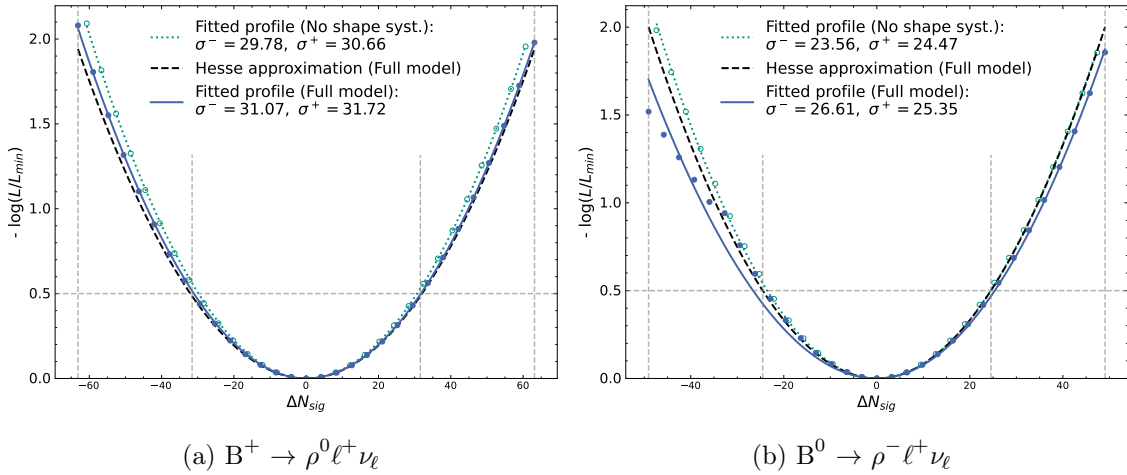 Fitted profile (No shape syst.):
σ⁻ = 29.78, σ⁺ = 30.66
Hesse approximation (Full model)
Fitted profile (Full model):
σ⁻ = 31.07, σ⁺ = 31.72
2.0
1.5
1.0
0.5
0.0
- log(L/L_min)
−60 −40 −20 0 20 40 60
ΔN_sig
(a) B⁺ → ρ⁰ℓ⁺ν_ℓ
Fitted profile (No shape syst.):
σ⁻ = 23.56, σ⁺ = 24.47
Hesse approximation (Full model)
Fitted profile (Full model):
σ⁻ = 26.61, σ⁺ = 25.35
2.0
1.5
1.0
0.5
0.0
- log(L/L_min)
−40 −20 0 20 40
ΔN_sig
(b) B⁰ → ρ⁻ℓ⁺ν_ℓ